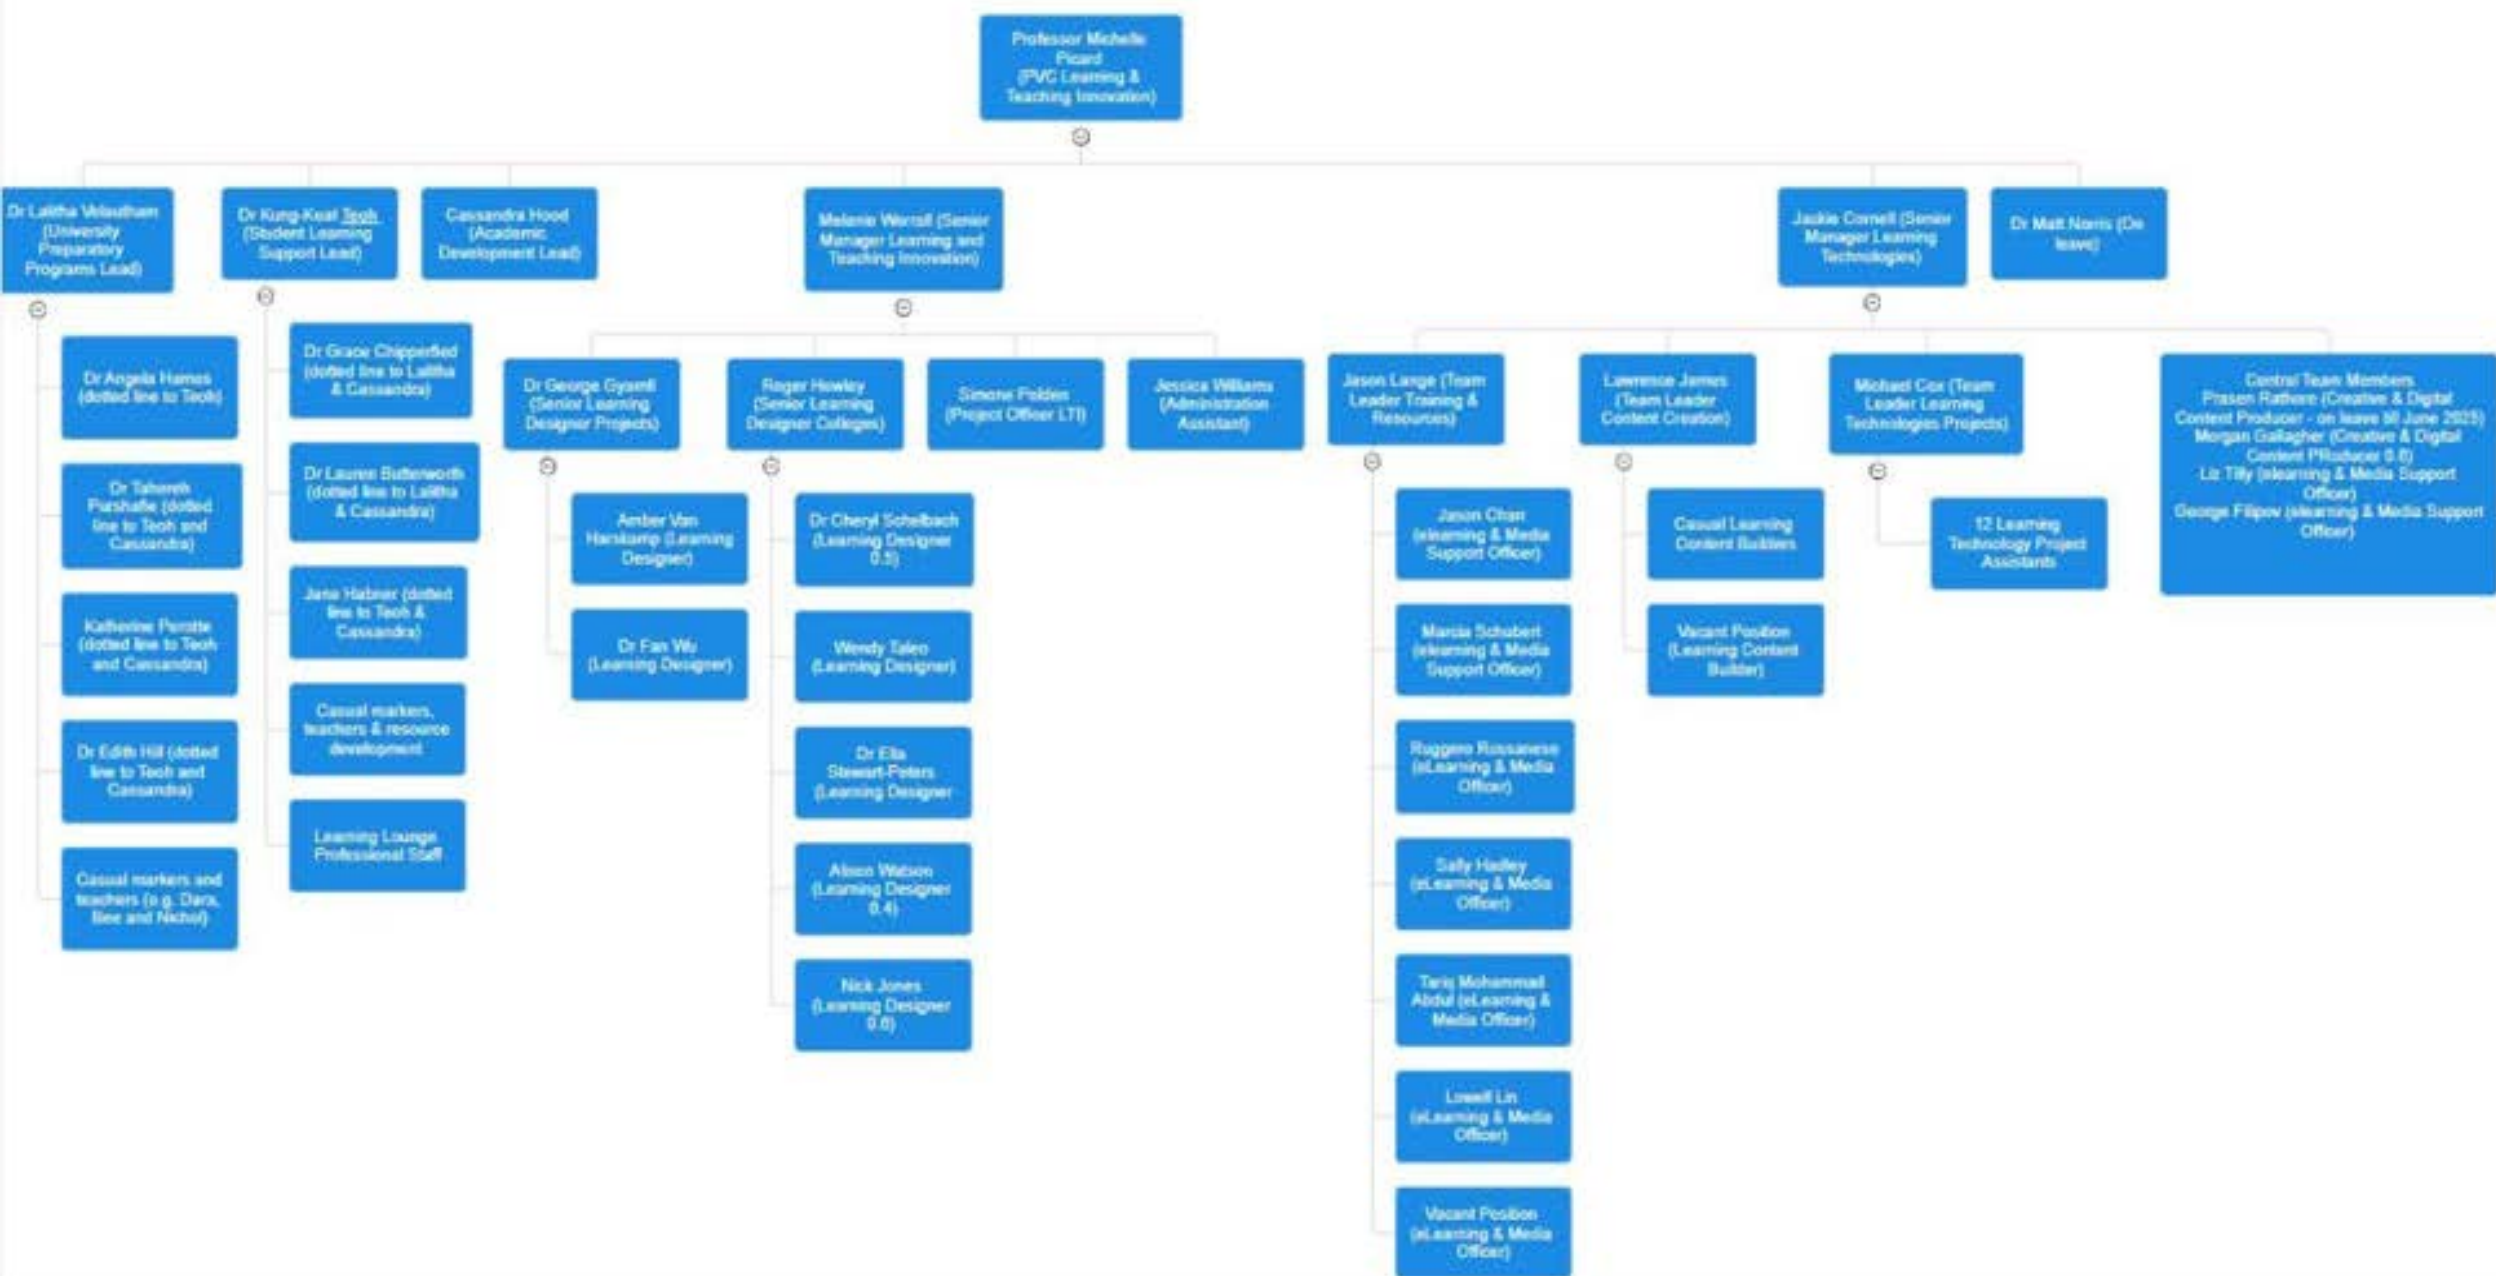 Professor Michelle
Picard
(PVC Learning &
Teaching Innovation)
Dr Lalitha Velautham
(University
Preparatory
Programs Lead)
Dr Kung-Keat Teoh
(Student Learning
Support Lead)
Cassandra Hood
(Academic
Development Lead)
Melanie Worrall (Senior
Manager Learning and
Teaching Innovation)
Jackie Cornell (Senior
Manager Learning
Technologies)
Dr Matt Norris (On
leave)
Dr Angela
(dotted line to Teoh)
Dr Tahereh
(dotted
line to Teoh and
Cassandra)
Katherine
(dotted line to Teoh
and Cassandra)
Dr Edith Hill (dotted
line to Teoh and
Cassandra)
Casual markers and
teachers (e.g. Dara,
and Nichol)
Dr Grace Chipperfied
(dotted line to Lalitha
& Cassandra)
Dr Lauren Butterworth
(dotted line to Lalitha
& Cassandra)
Jane Habner (dotted
line to Teoh &
Cassandra)
Casual markers,
teachers & resource
development
Learning Lounge
Professional Staff
Dr George Gyamfi
(Senior Learning
Designer Projects)
Roger Hewley
(Senior Learning
Designer Colleges)
Simone
(Project Officer LTI)
Jessica Williams
(Administration
Assistant)
Amber Van
Harskamp (Learning
Designer)
Dr Fan Wu
(Learning Designer)
Dr Cheryl Schelbach
(Learning Designer
0.5)
Wendy Taleo
(Learning Designer)
Dr Ella
Stewart-Peters
(Learning Designer
Alison Watson
(Learning Designer
0.4)
Nick Jones
(Learning Designer
Jason Lange (Team
Leader Training &
Resources)
Lawrence James
(Team Leader
Content Creation)
Michael Cox (Team
Leader Learning
Technologies Projects)
Jason Chan
(elearning & Media
Support Officer)
Marcia Schubert
(elearning & Media
Support Officer)
Ruggero Rossanese
(eLearning & Media
Officer)
Sally Hadley
(eLearning & Media
Officer)
Tariq Mohammad
Abdul (eLearning &
Media Officer)
Lowell Lin
(eLearning & Media
Officer)
Vacant Position
(eLearning & Media
Officer)
Casual Learning
Content Builders
Vacant Position
(Learning Content
Builder)
12 Learning
Technology Project
Assistants
Central Team Members
Prasen Rathore (Creative & Digital
Content Producer - on leave till June 2025)
Morgan Gallagher (Creative & Digital
Content PRoducer
Liz Tilly (elearning & Media Support
Officer)
George Filipov (elearning & Media Support
Officer)